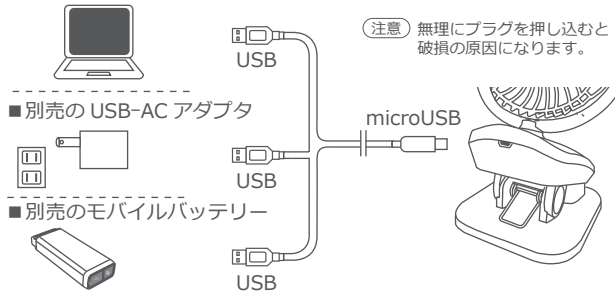 注意 無理にプラグを押し込むと
破損の原因になります。
USB
■別売の USB-AC アダプタ
microUSB
USB
■別売のモバイルバッテリー
USB